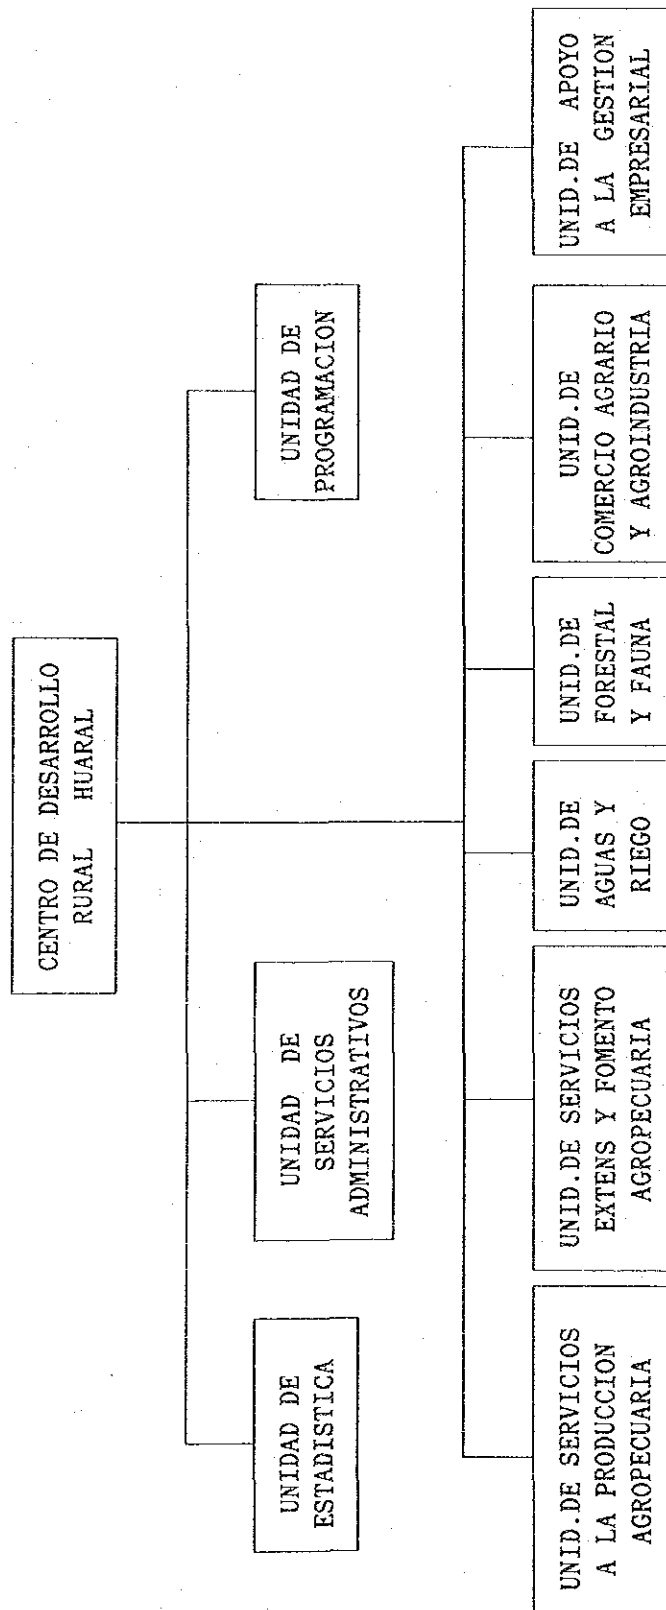 CENTRO DE DESARROLLO
RURAL HUARAL
UNIDAD DE
ESTADISTICA
UNIDAD DE
SERVICIOS
ADMINISTRATIVOS
UNIDAD DE
PROGRAMACION
UNID.DE SERVICIOS
A LA PRODUCCION
AGROPECUARIA
UNID.DE SERVICIOS
EXTENS Y FOMENTO
AGROPECUARIA
UNID.DE
AGUAS Y
RIEGO
UNID.DE
FORESTAL
Y FAUNA
UNID.DE
COMERCIO AGRARIO
Y AGROINDUSTRIA
UNID.DE APOYO
A LA GESTION
EMPRESARIAL